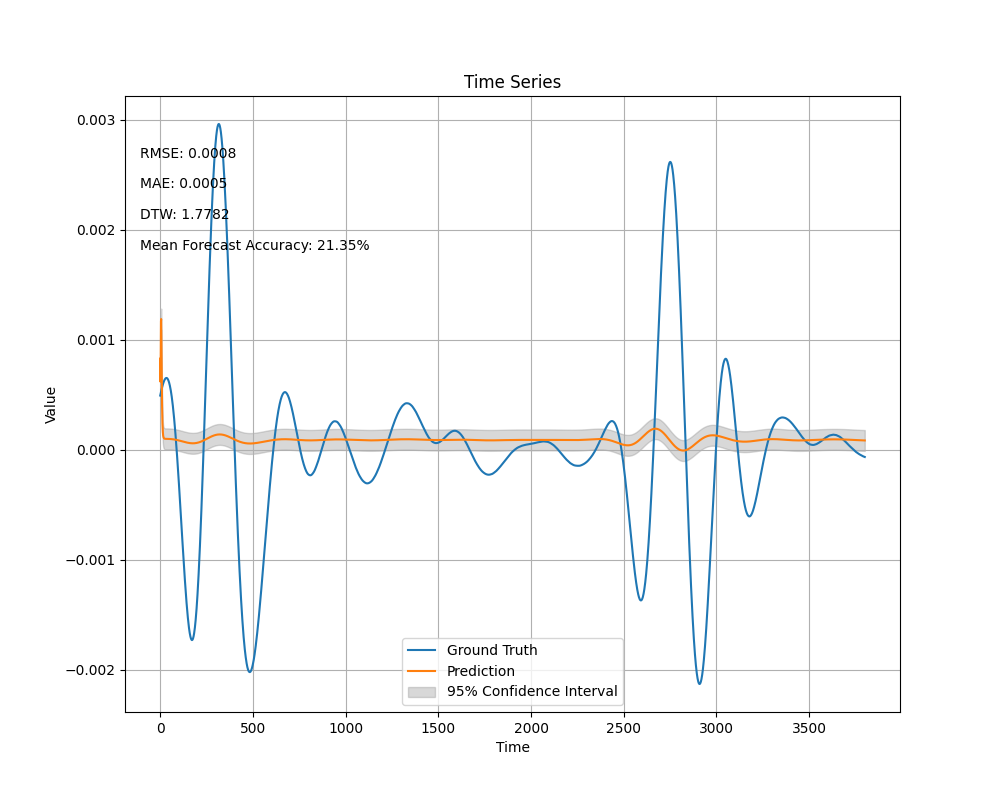 Time Series
0.003
0.002
0.001
0.000
−0.001
−0.002
Value
RMSE: 0.0008
MAE: 0.0005
DTW: 1.7782
Mean Forecast Accuracy: 21.35%
Ground Truth
Prediction
95% Confidence Interval
0 500 1000 1500 2000 2500 3000 3500
Time